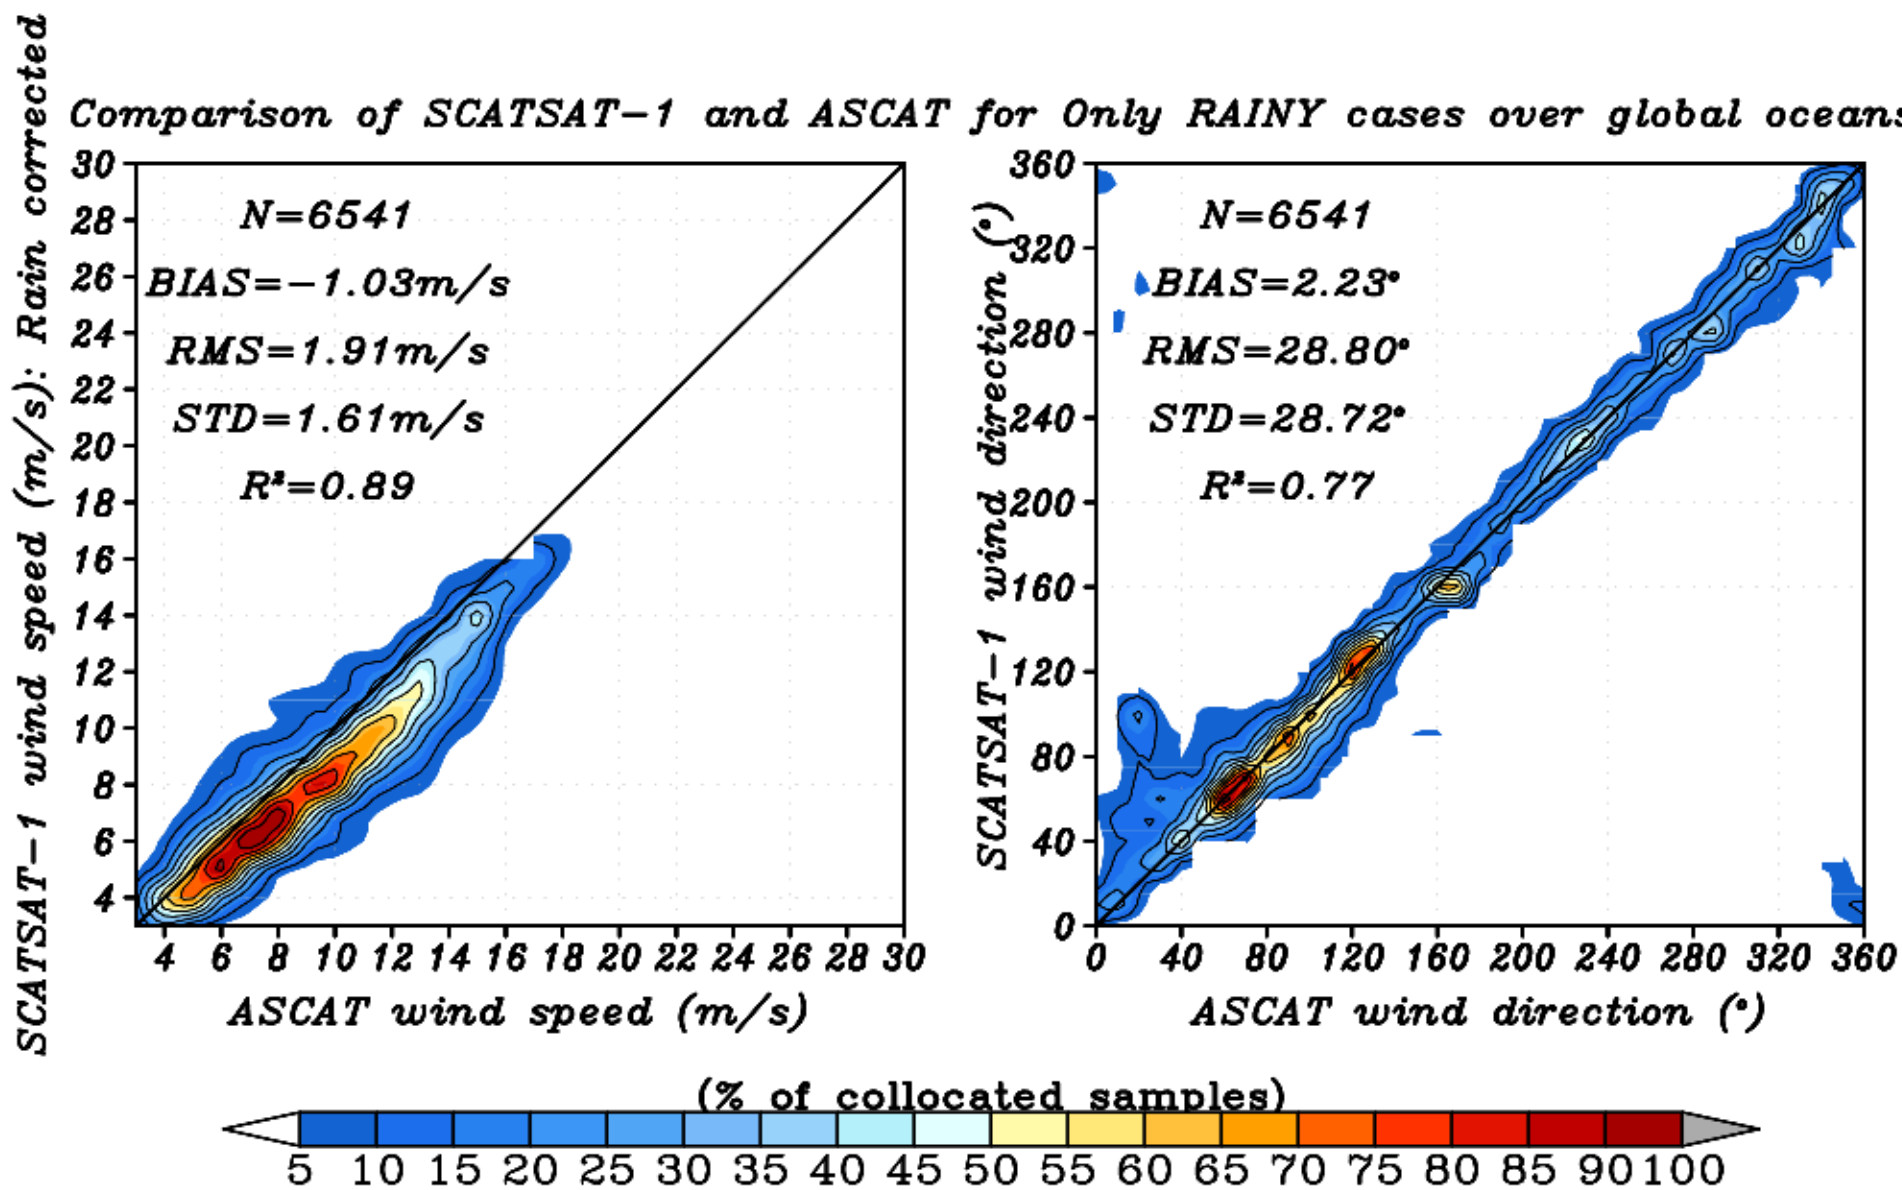 Comparison of SCATSAT-1 and ASCAT for Only RAINY cases over global oceans
SCATSAT-1 wind speed (m/s): Rain corrected
30
28
26
24
22
20
18
16
14
12
10
8
6
4
N=6541
BIAS=-1.03m/s
RMS=1.91m/s
STD=1.61m/s
R²=0.89
4 6 8 10 12 14 16 18 20 22 24 26 28 30
ASCAT wind speed (m/s)
SCATSAT-1 wind direction (°)
360
320
280
240
200
160
120
80
40
0
N=6541
BIAS=2.23°
RMS=28.80°
STD=28.72°
R²=0.77
0 40 80 120 160 200 240 280 320 360
ASCAT wind direction (°)
(% of collocated samples)
5 10 15 20 25 30 35 40 45 50 55 60 65 70 75 80 85 90 100